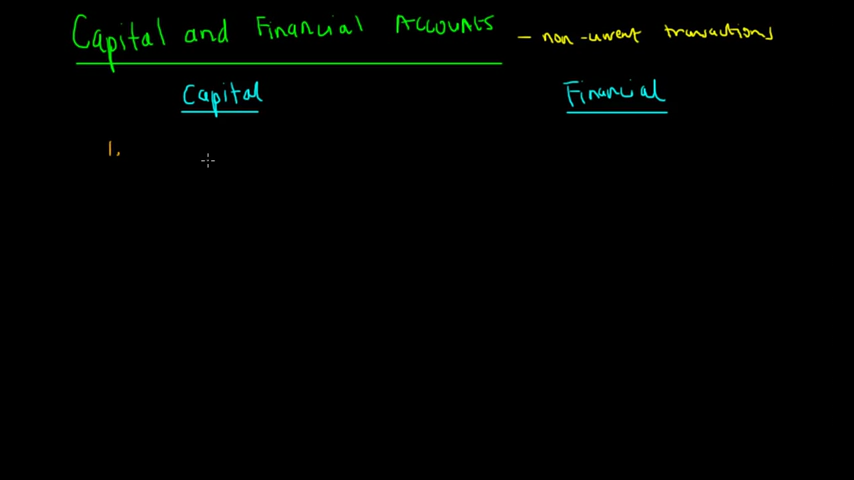 Capital and Financial ACCOUNTS - non-current transactions
Capital
Financial
1.